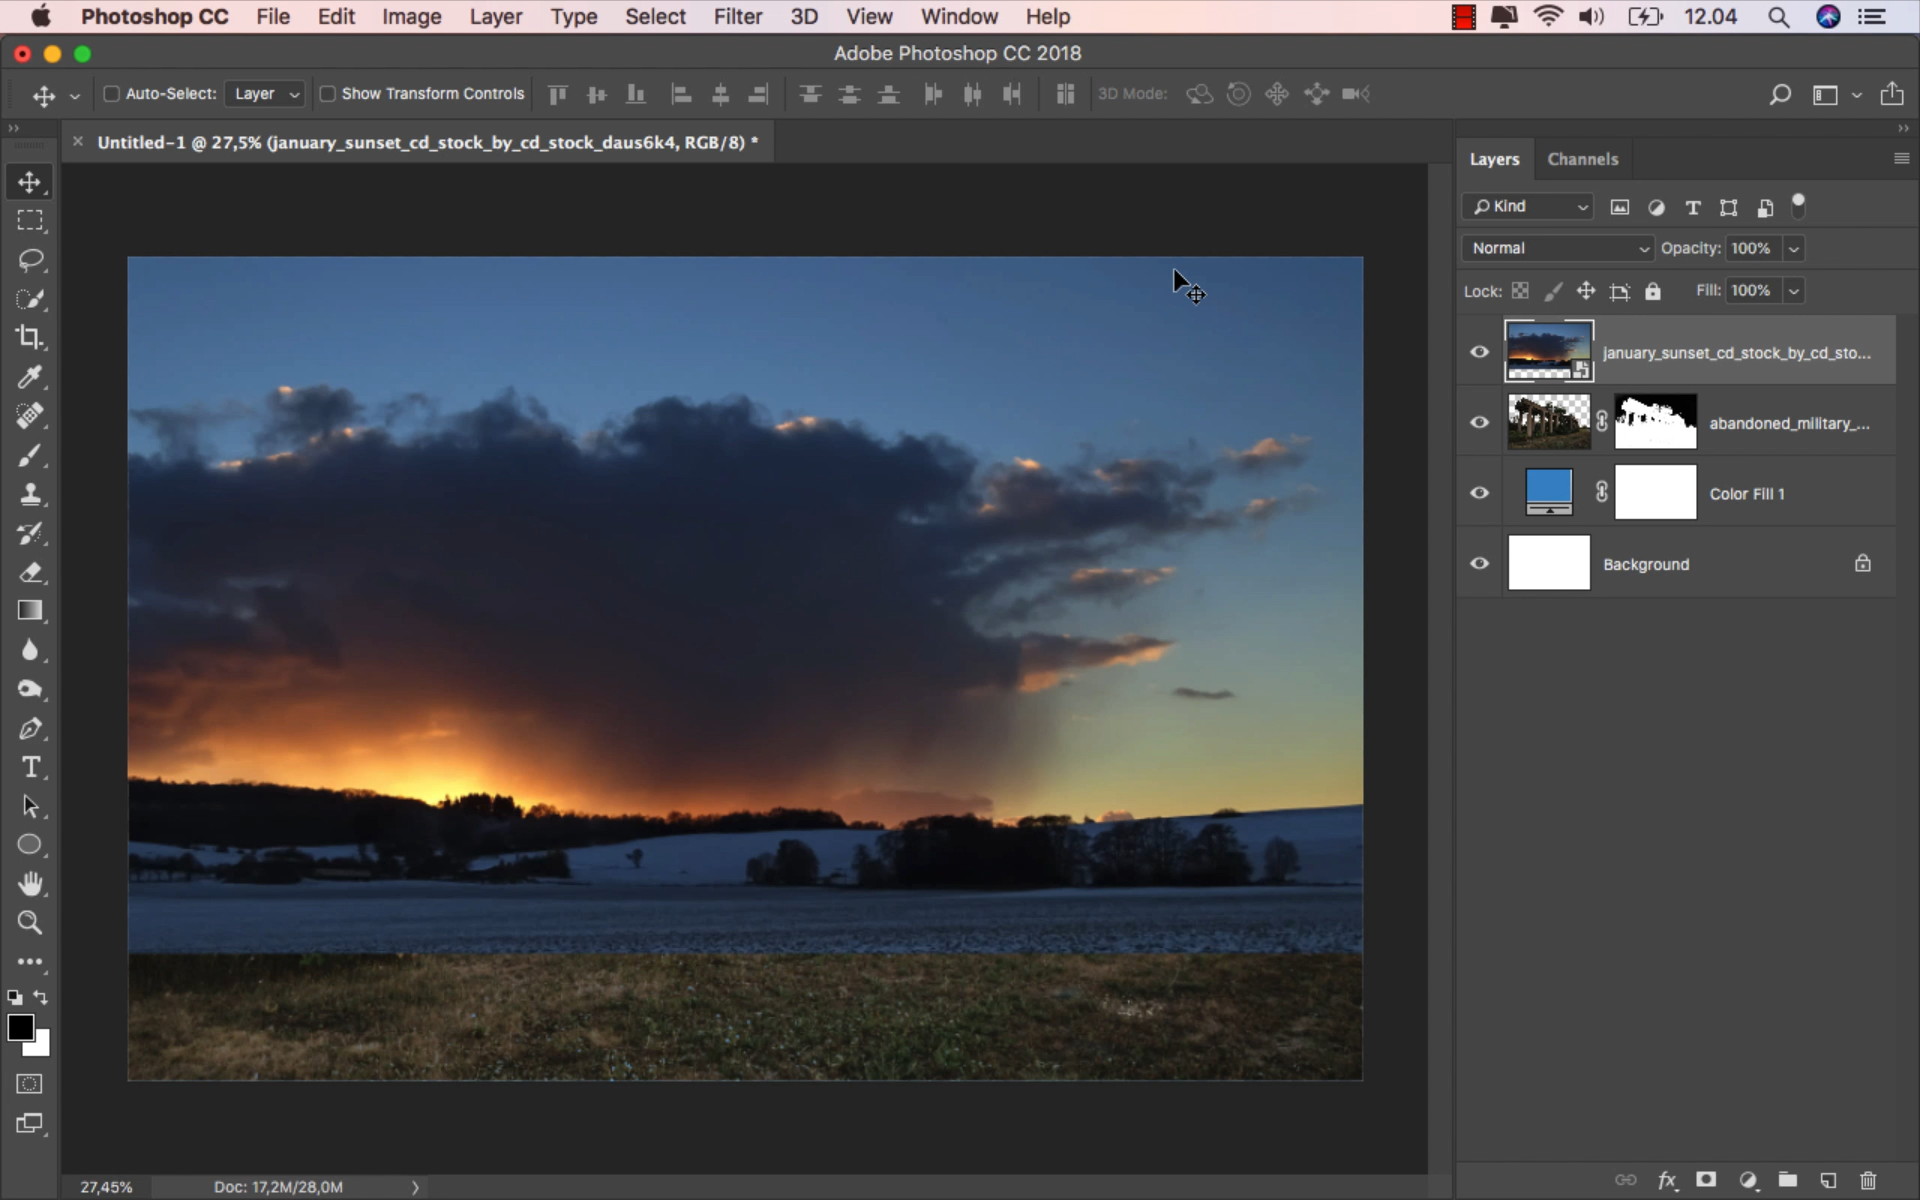 Photoshop CC File Edit Image Layer Type Select Filter 3D View Window Help 12.04
Adobe Photoshop CC 2018
Auto-Select: Layer Show Transform Controls 3D Mode:
Untitled-1 @ 27,5% (january_sunset_cd_stock_by_cd_stock_daus6k4, RGB/8) *
Layers Channels
Kind
Normal Opacity: 100%
Lock: Fill: 100%
january_sunset_cd_stock_by_cd_sto...
abandoned_military_...
Color Fill 1
Background
27,45% Doc: 17,2M/28,0M